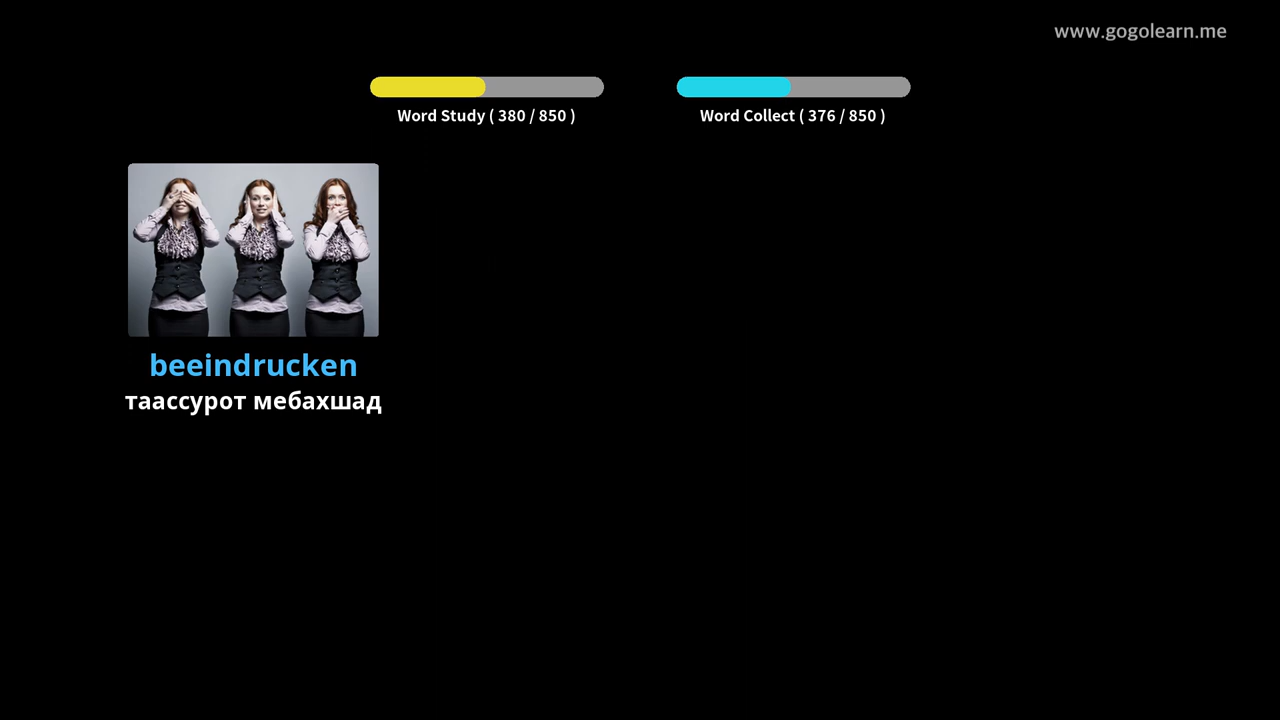 www.gogolearn.me
Word Study ( 380 / 850 )
Word Collect ( 376 / 850 )
beeindrucken
таассурот мебахшад